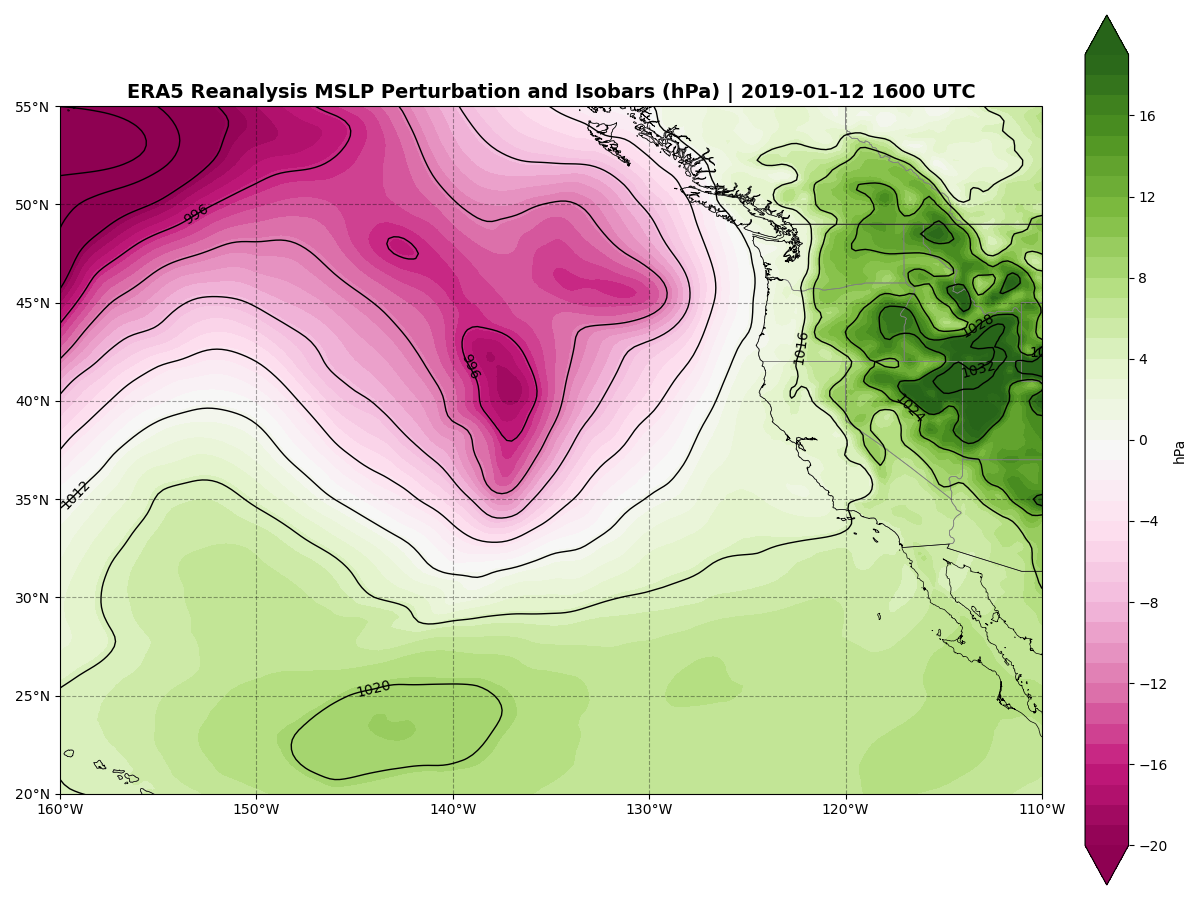 ERA5 Reanalysis MSLP Perturbation and Isobars (hPa) | 2019-01-12 1600 UTC
55°N
50°N
45°N
40°N
35°N
30°N
25°N
20°N
160°W
150°W
140°W
130°W
120°W
110°W
996
996
1012
1020
1016
1028
1032
1024
10
16
12
8
4
0
−4
−8
−12
−16
−20
hPa